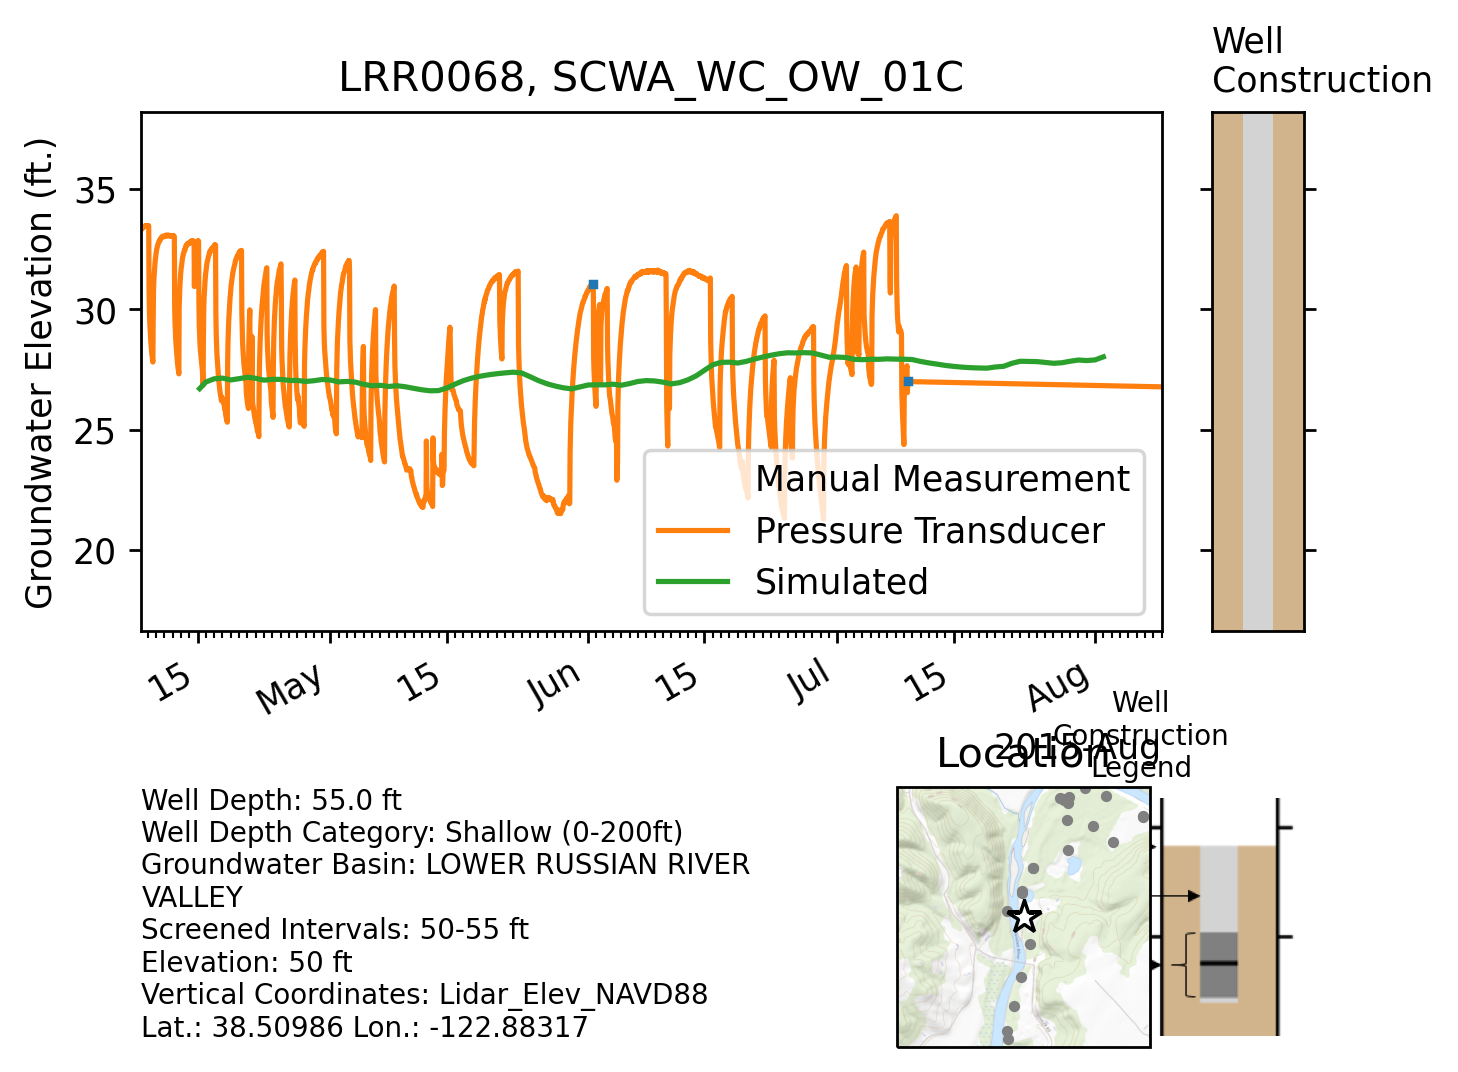 Well
Construction
LRR0068, SCWA_WC_OW_01C
Groundwater Elevation (ft.)
35
30
25
20
Manual Measurement
Pressure Transducer
Simulated
15
May
15
Jun
15
Jul
15
Aug
2015-Aug
Location
Well
Construction
Legend
Well Depth: 55.0 ft
Well Depth Category: Shallow (0-200ft)
Groundwater Basin: LOWER RUSSIAN RIVER
VALLEY
Screened Intervals: 50-55 ft
Elevation: 50 ft
Vertical Coordinates: Lidar_Elev_NAVD88
Lat.: 38.50986 Lon.: -122.88317